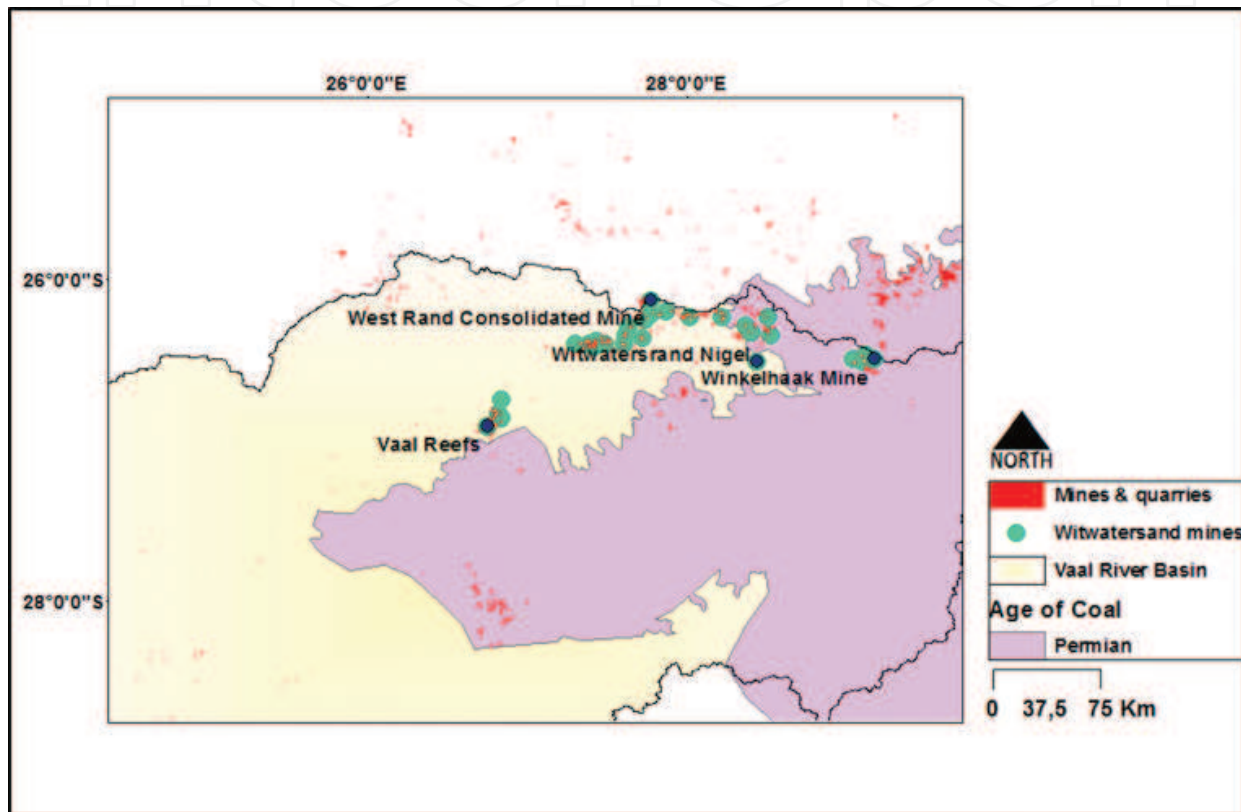 26°0'0"E
28°0'0"E
26°0'0"S
West Rand Consolidated Mine
Witwatersrand Nigel
Winkelhaak Mine
Vaal Reefs
28°0'0"S
NORTH
Mines & quarries
Witwatersand mines
Vaal River Basin
Age of Coal
Permian
0 37,5 75 Km